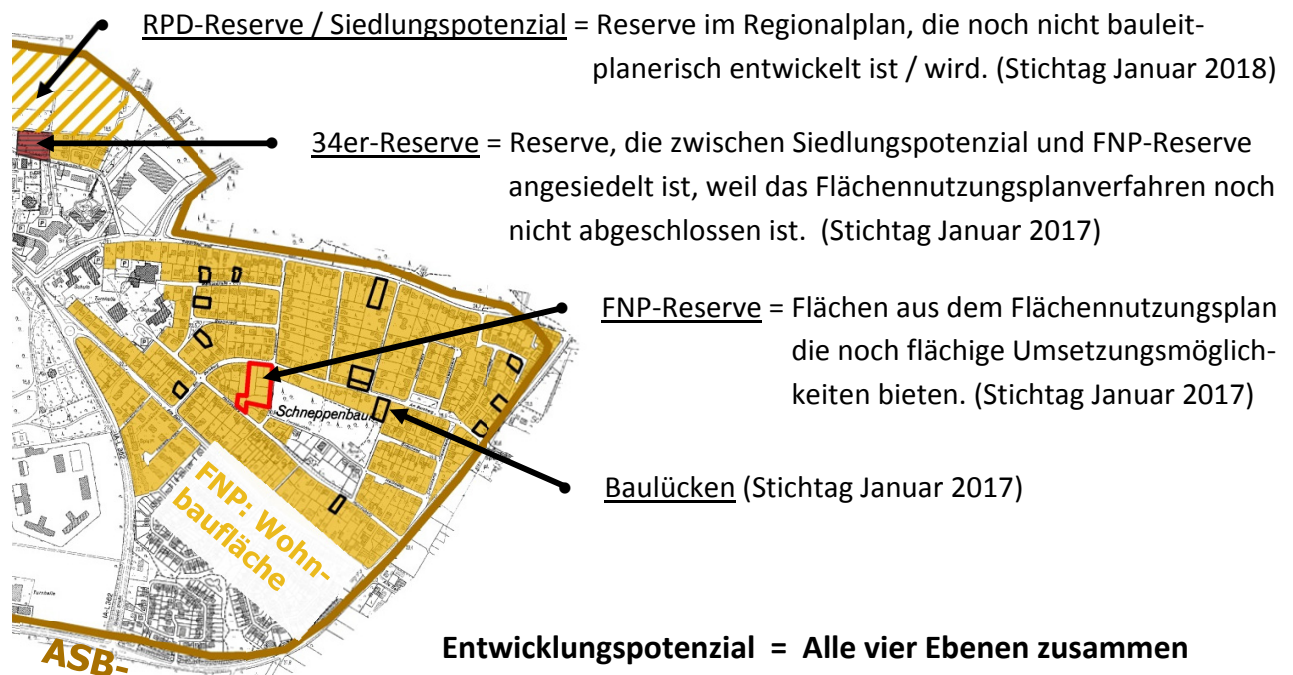 RPD-Reserve / Siedlungspotenzial = Reserve im Regionalplan, die noch nicht bauleit-
planerisch entwickelt ist / wird. (Stichtag Januar 2018)
34er-Reserve = Reserve, die zwischen Siedlungspotenzial und FNP-Reserve
angesiedelt ist, weil das Flächennutzungsplanverfahren noch
nicht abgeschlossen ist. (Stichtag Januar 2017)
FNP-Reserve = Flächen aus dem Flächennutzungsplan
die noch flächige Umsetzungsmöglich-
keiten bieten. (Stichtag Januar 2017)
Schneppenbau
Baulücken (Stichtag Januar 2017)
FNP: Wohn-
baufläche
Entwicklungspotenzial = Alle vier Ebenen zusammen
ASB-